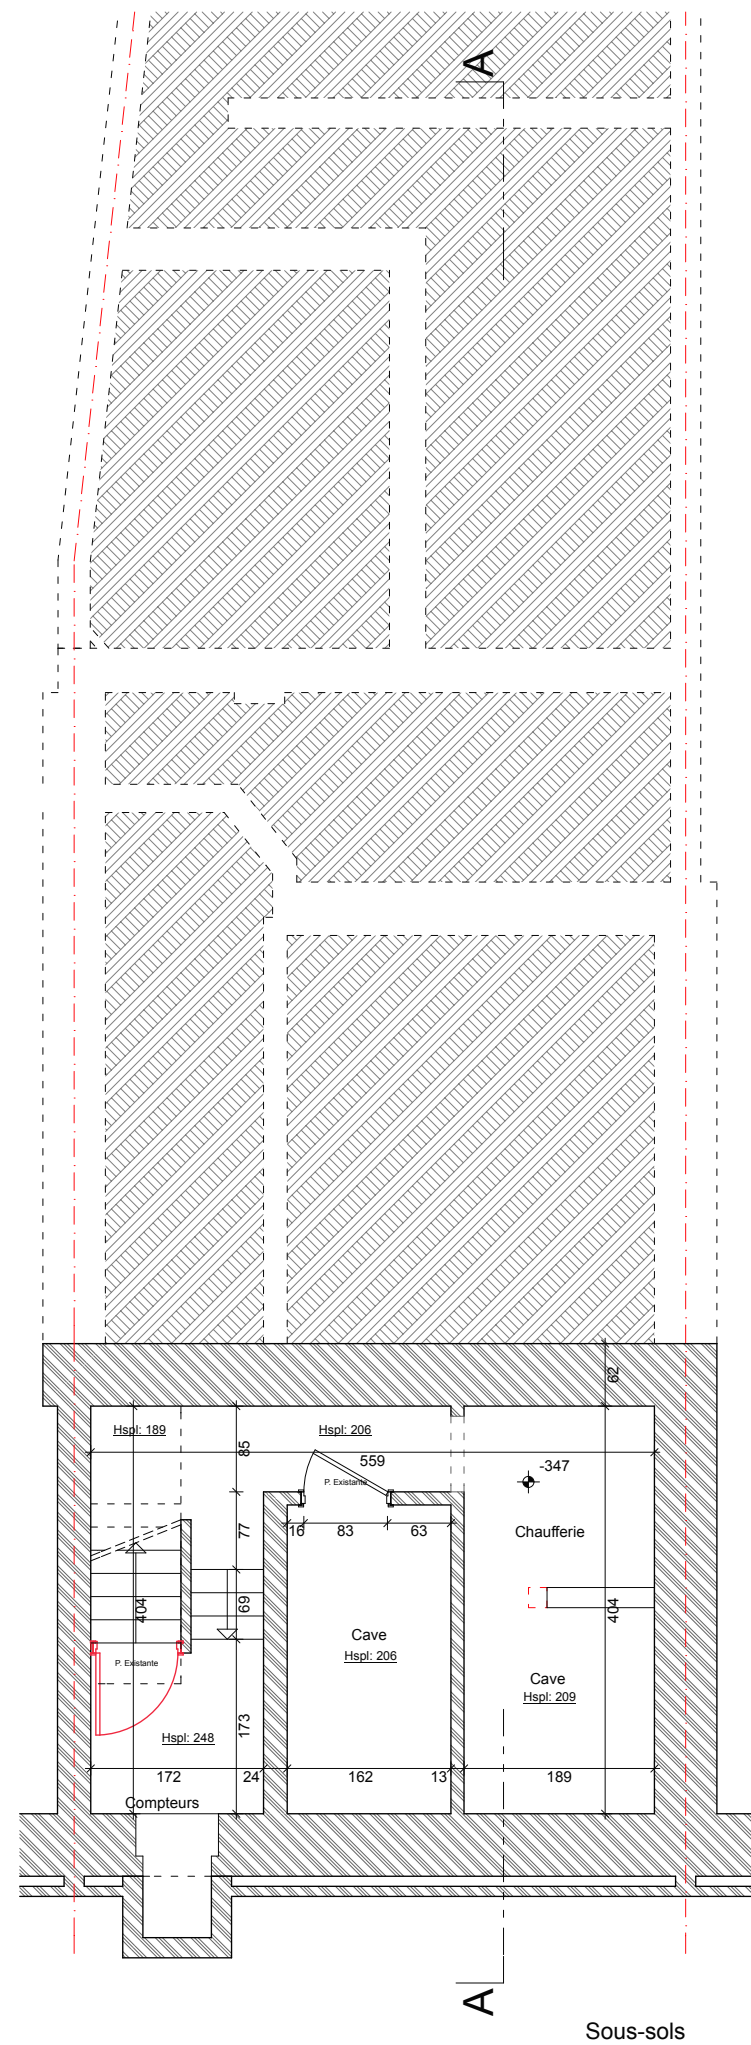 A
62
Hspl: 189
Hspl: 206
85
559
-347
P. Existante
16
83
63
77
Chaufferie
404
69
404
Cave
Hspl: 206
P. Existante
Cave
Hspl: 209
173
Hspl: 248
172
24
162
13
189
Compteurs
A
Sous-sols